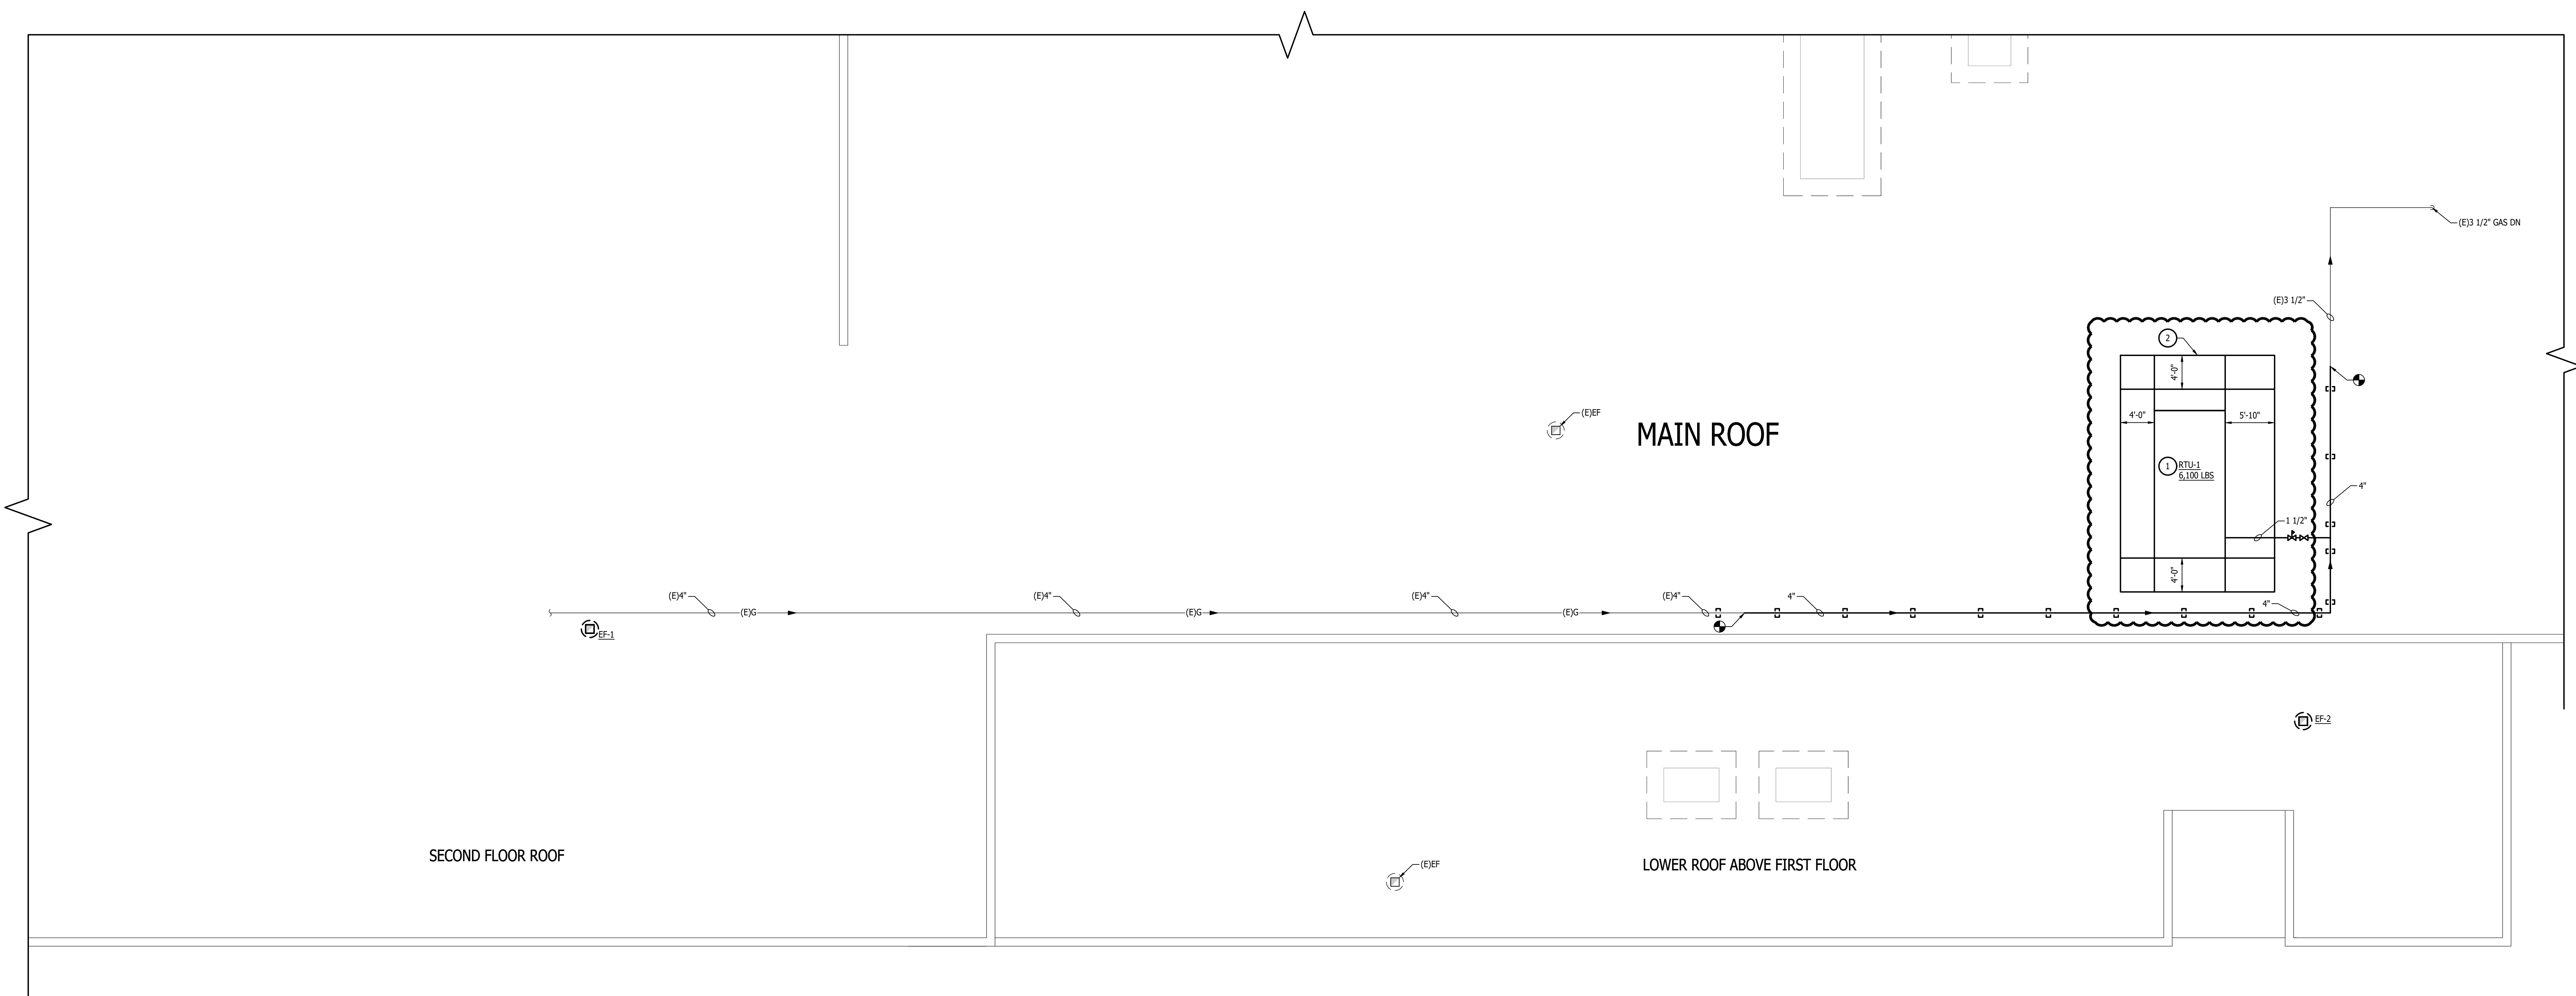 (E)3 1/2" GAS DN
(E)3 1/2"
2
4'-0"
(E)EF
MAIN ROOF
4'-0"
5'-10"
1
RTU-1
6,100 LBS
4"
1 1/2"
4'-0"
(E)4"
(E)G
(E)4"
(E)G
(E)4"
(E)G
(E)4"
4"
4"
EF-1
EF-2
SECOND FLOOR ROOF
(E)EF
LOWER ROOF ABOVE FIRST FLOOR